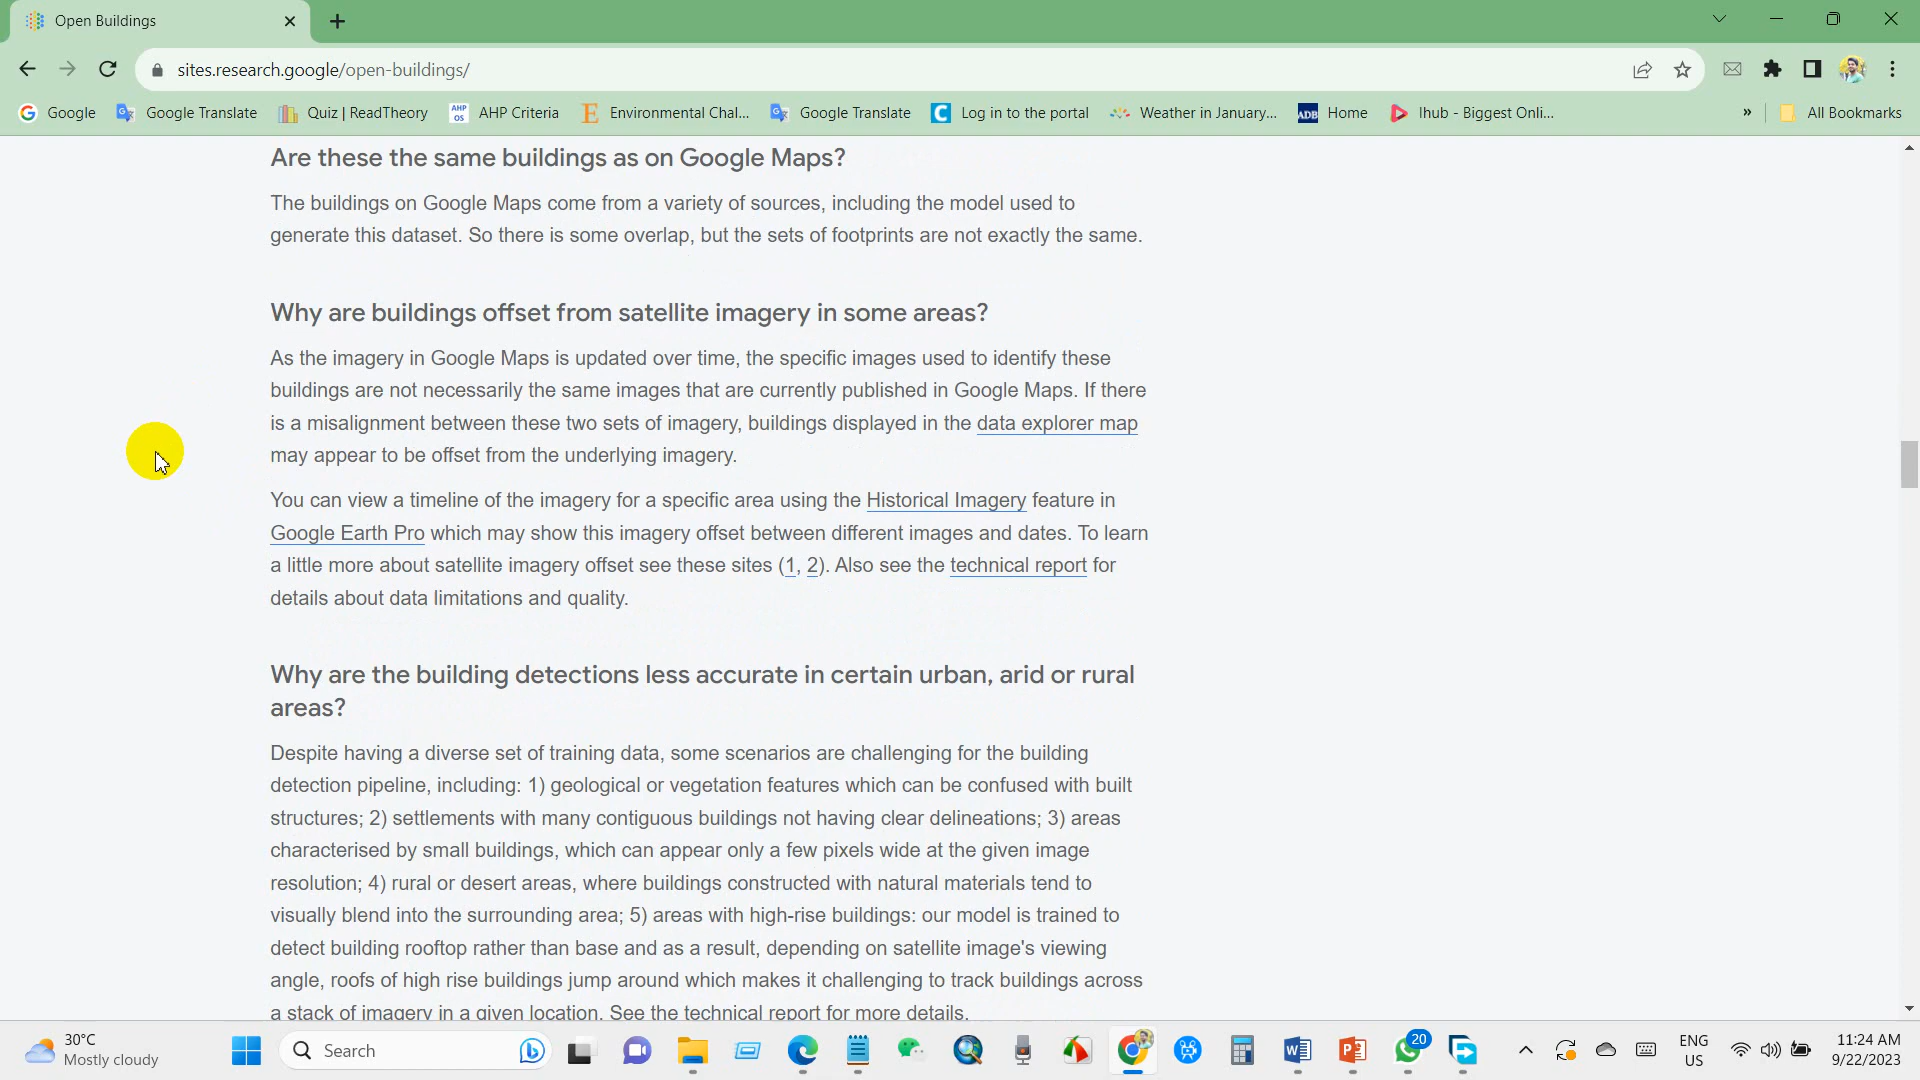 Open Buildings
sites.research.google/open-buildings/
Google
Google Translate
Quiz | ReadTheory
AHP OS
AHP Criteria
Environmental Chal...
Google Translate
Log in to the portal
Weather in January,...
ADB
Home
Ihub - Biggest Onli...
»
All Bookmarks
Are these the same buildings as on Google Maps?
The buildings on Google Maps come from a variety of sources, including the model used to
generate this dataset. So there is some overlap, but the sets of footprints are not exactly the same.
Why are buildings offset from satellite imagery in some areas?
As the imagery in Google Maps is updated over time, the specific images used to identify these
buildings are not necessarily the same images that are currently published in Google Maps. If there
is a misalignment between these two sets of imagery, buildings displayed in the data explorer map
may appear to be offset from the underlying imagery.
You can view a timeline of the imagery for a specific area using the Historical Imagery feature in
Google Earth Pro which may show this imagery offset between different images and dates. To learn
a little more about satellite imagery offset see these sites (1, 2). Also see the technical report for
details about data limitations and quality.
Why are the building detections less accurate in certain urban, arid or rural
areas?
Despite having a diverse set of training data, some scenarios are challenging for the building
detection pipeline, including: 1) geological or vegetation features which can be confused with built
structures; 2) settlements with many contiguous buildings not having clear delineations; 3) areas
characterised by small buildings, which can appear only a few pixels wide at the given image
resolution; 4) rural or desert areas, where buildings constructed with natural materials tend to
visually blend into the surrounding area; 5) areas with high-rise buildings: our model is trained to
detect building rooftop rather than base and as a result, depending on satellite image's viewing
angle, roofs of high rise buildings jump around which makes it challenging to track buildings across
a stack of imagery in a given location. See the technical report for more details.
30°C
Mostly cloudy
Search
20
ENG
US
11:24 AM
9/22/2023